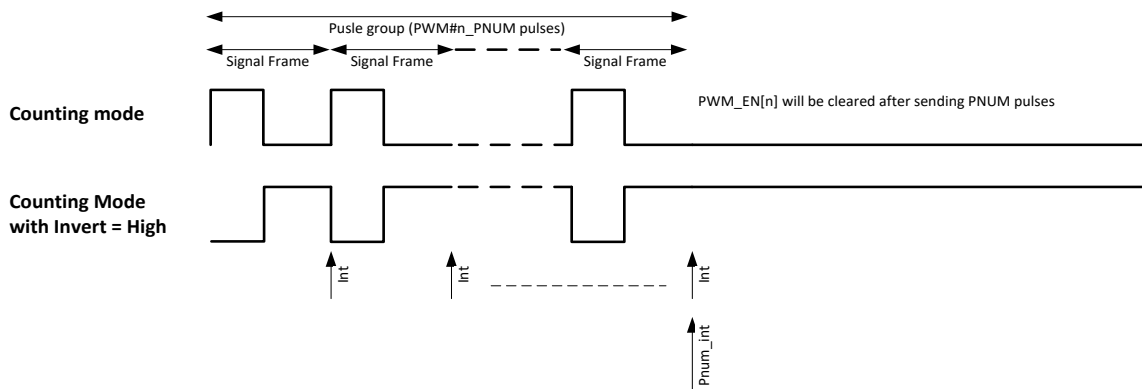 Pusle group (PWM#n_PNUM pulses)
Signal Frame
Signal Frame
Signal Frame
Counting mode
PWM_EN[n] will be cleared after sending PNUM pulses
Counting Mode
with Invert = High
Int
Int
Int
Pnum_int